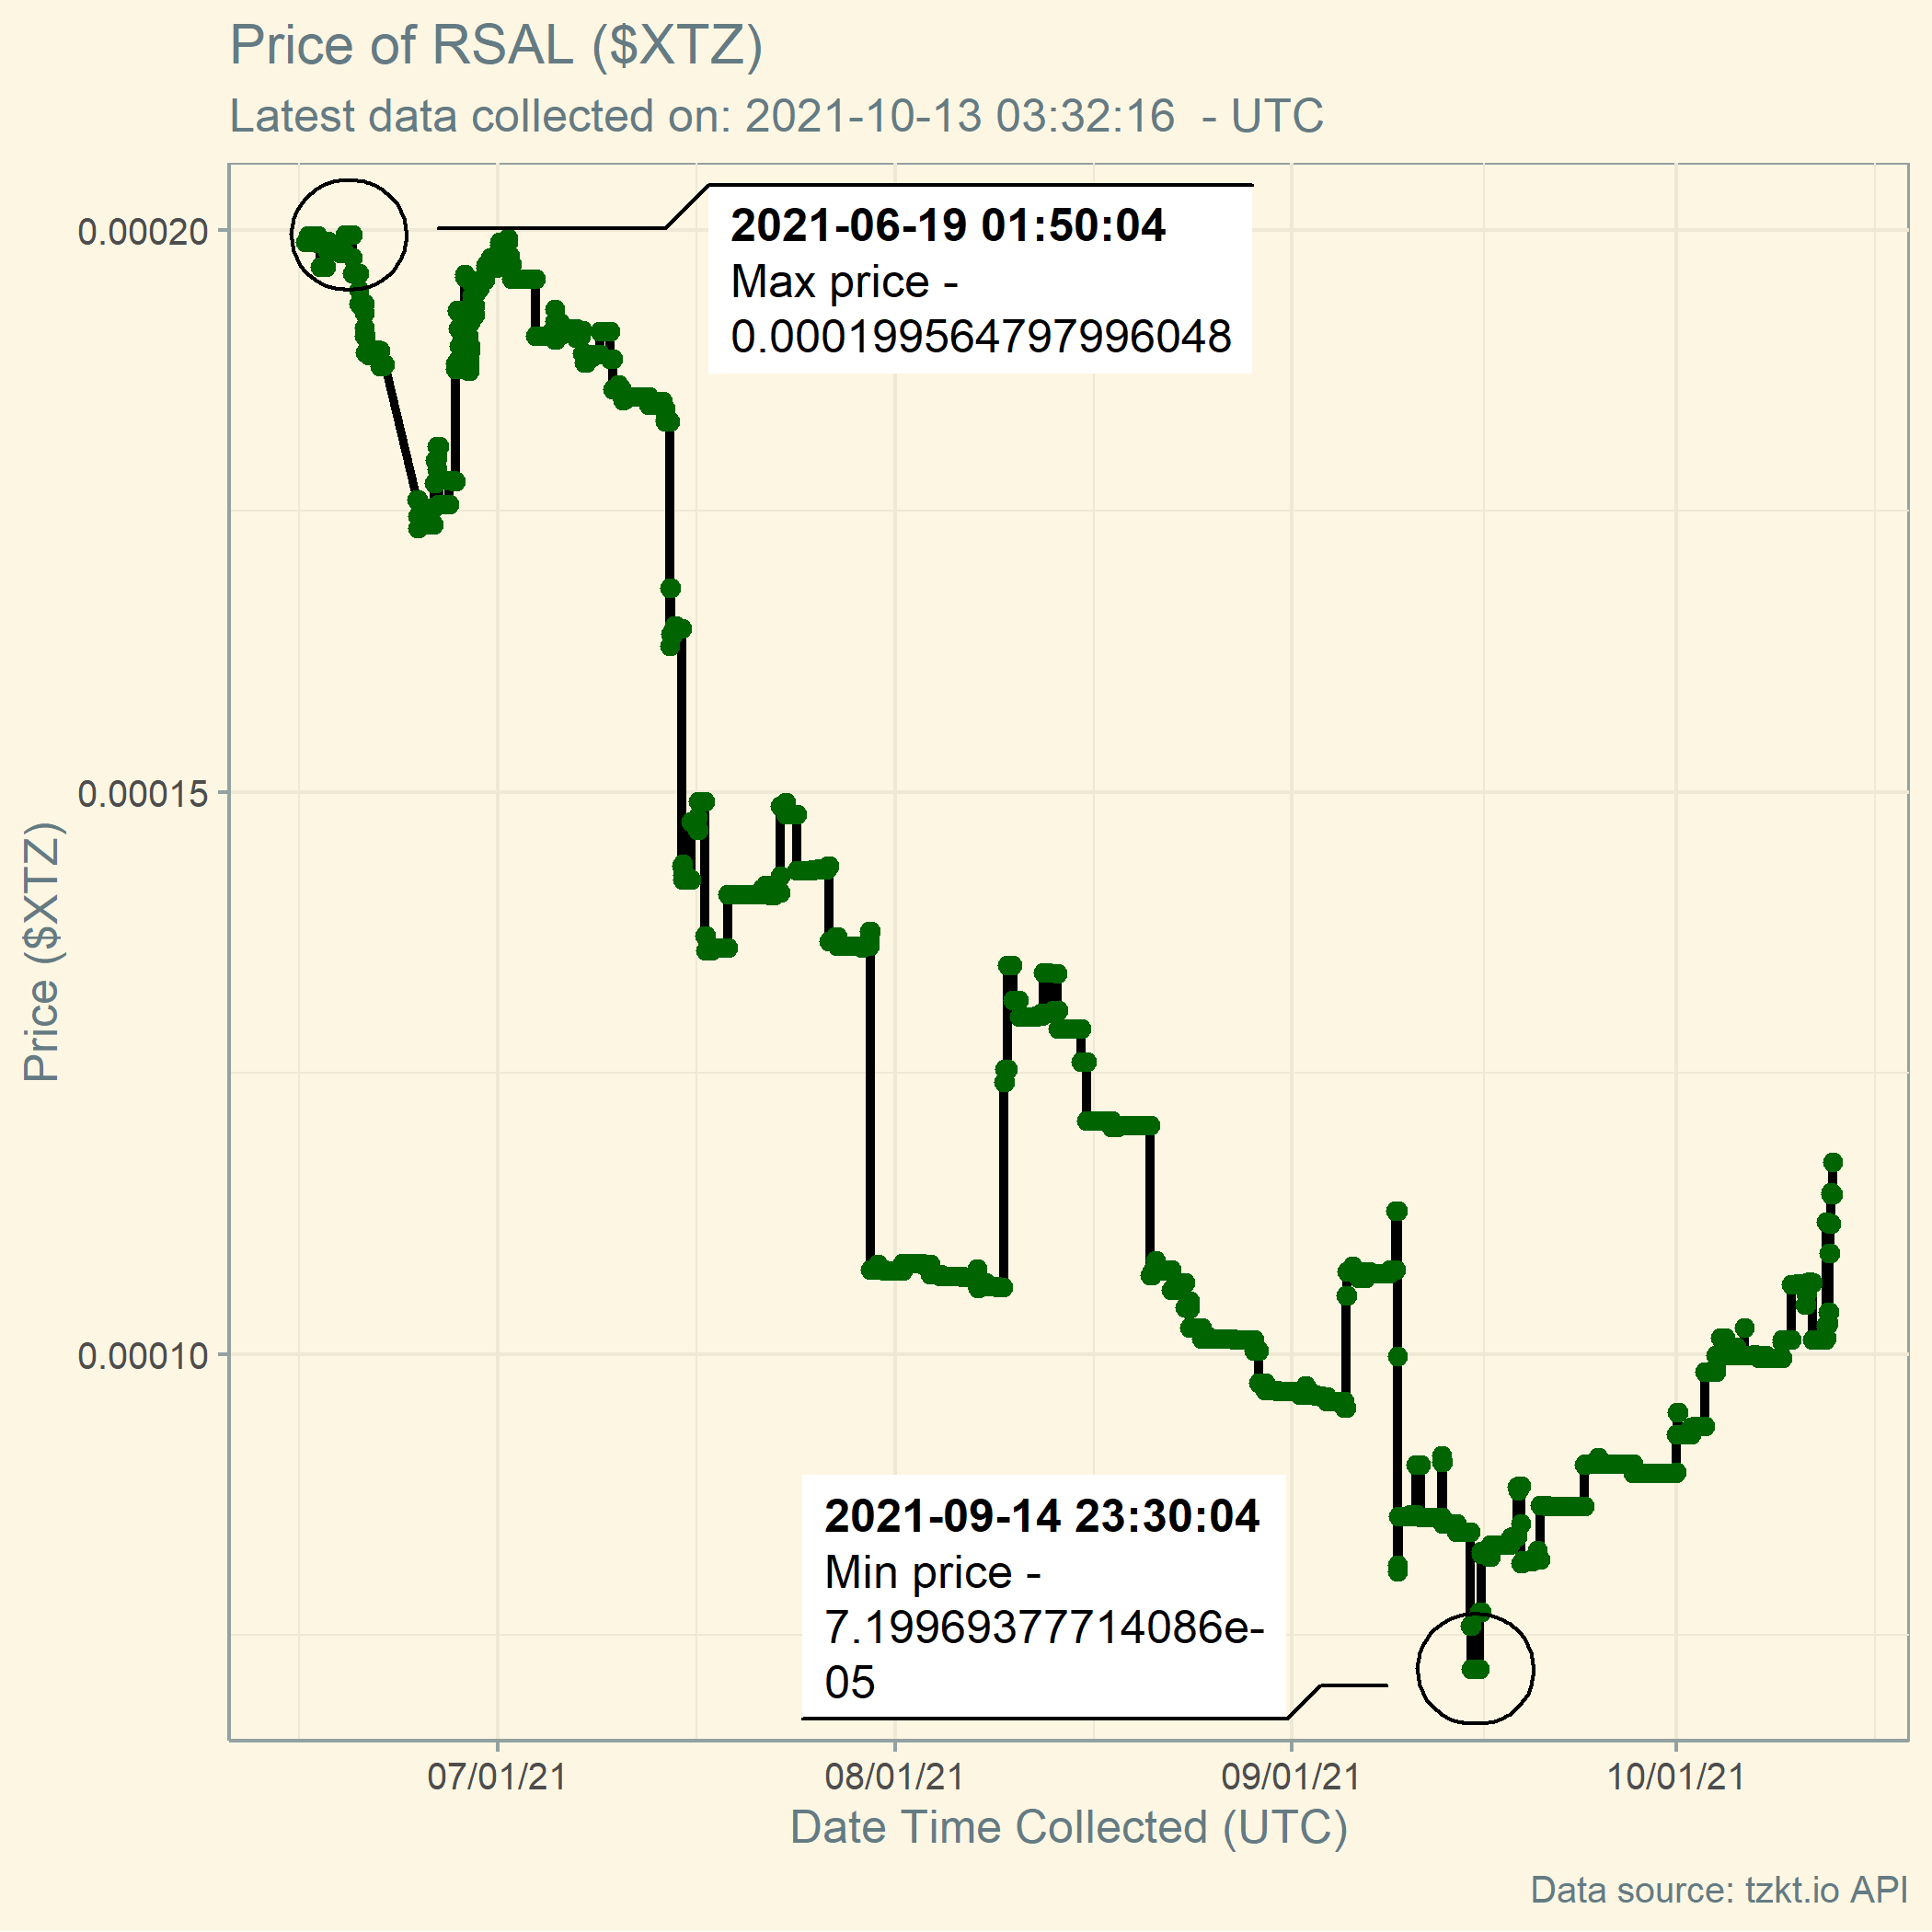 Price of RSAL ($XTZ)
Latest data collected on: 2021-10-13 03:32:16  - UTC
2021-06-19 01:50:04
Max price -
0.000199564797996048
0.00020
0.00015
0.00010
Price ($XTZ)
2021-09-14 23:30:04
Min price -
7.19969377714086e-
05
07/01/21
08/01/21
09/01/21
10/01/21
Date Time Collected (UTC)
Data source: tzkt.io API